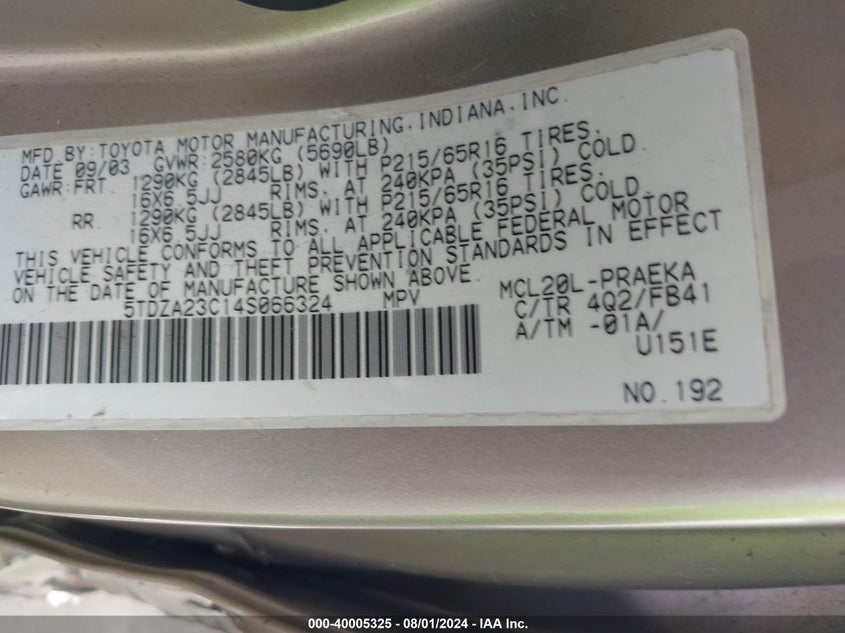 MFD.BY:TOYOTA MOTOR MANUFACTURING,INDIANA,INC.
DATE 09/03 GVWR:2580KG (5690LB)
GAWR:FRT. 1290KG (2845LB) WITH P215/65R16 TIRES,
16X6.5JJ RIMS, AT 240KPA (35PSI) COLD.
RR. 1290KG (2845LB) WITH P215/65R16 TIRES,
16X6.5JJ RIMS, AT 240KPA (35PSI) COLD.
THIS VEHICLE CONFORMS TO ALL APPLICABLE FEDERAL MOTOR
VEHICLE SAFETY AND THEFT PREVENTION STANDARDS IN EFFECT
ON THE DATE OF MANUFACTURE SHOWN ABOVE.
5TDZA23C14S066324 MPV
MCL20L-PRAEKA
C/TR 4Q2/FB41
A/TM -01A/
U151E
NO.192
000-40005325 - 08/01/2024 - IAA Inc.